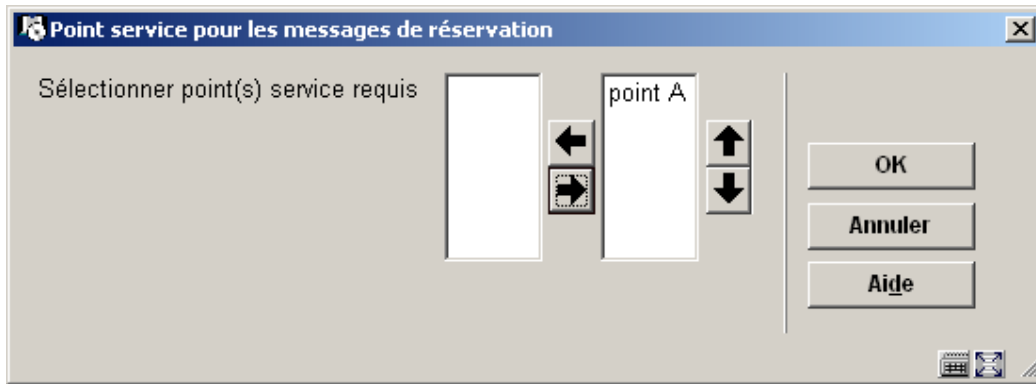 Point service pour les messages de réservation
Sélectionner point(s) service requis
point A
OK
Annuler
Aide